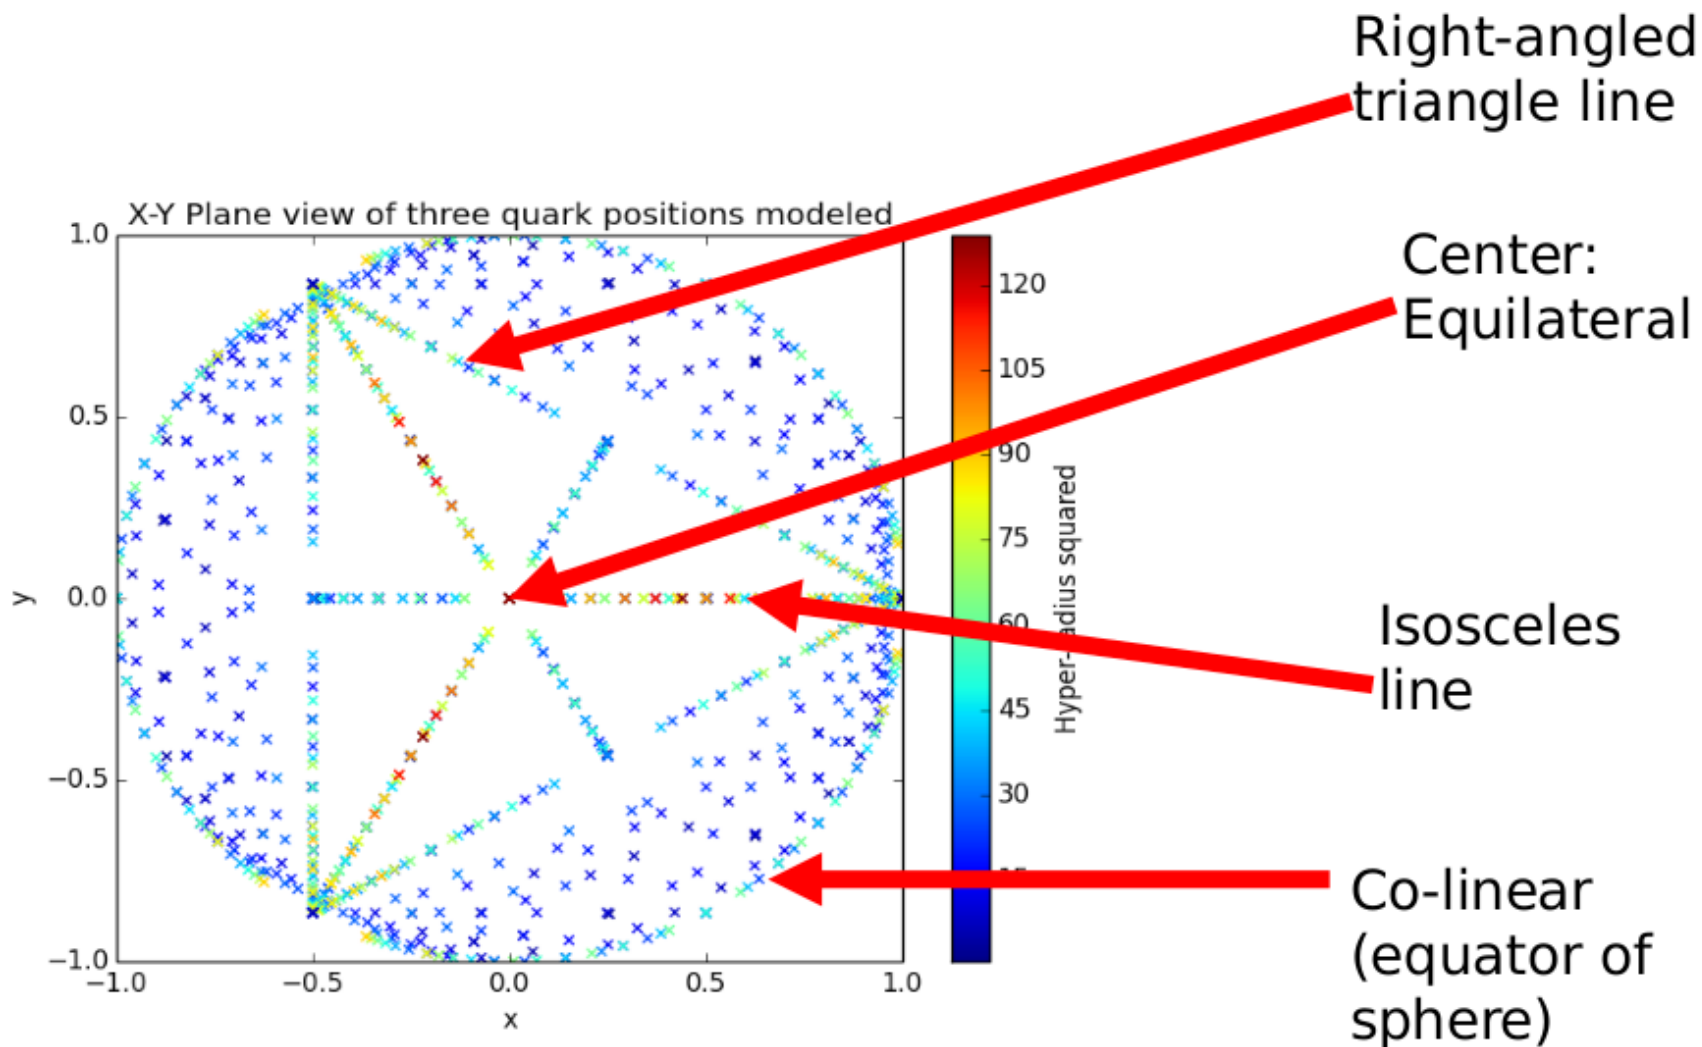 Right-angled
triangle line
X-Y Plane view of three quark positions modeled
Center:
Equilateral
1.0
0.5
0.0
−0.5
−1.0
y
−1.0
−0.5
0.0
0.5
1.0
x
120
105
90
75
60
45
30
Hyper-radius squared
Isosceles
line
Co-linear
(equator of
sphere)